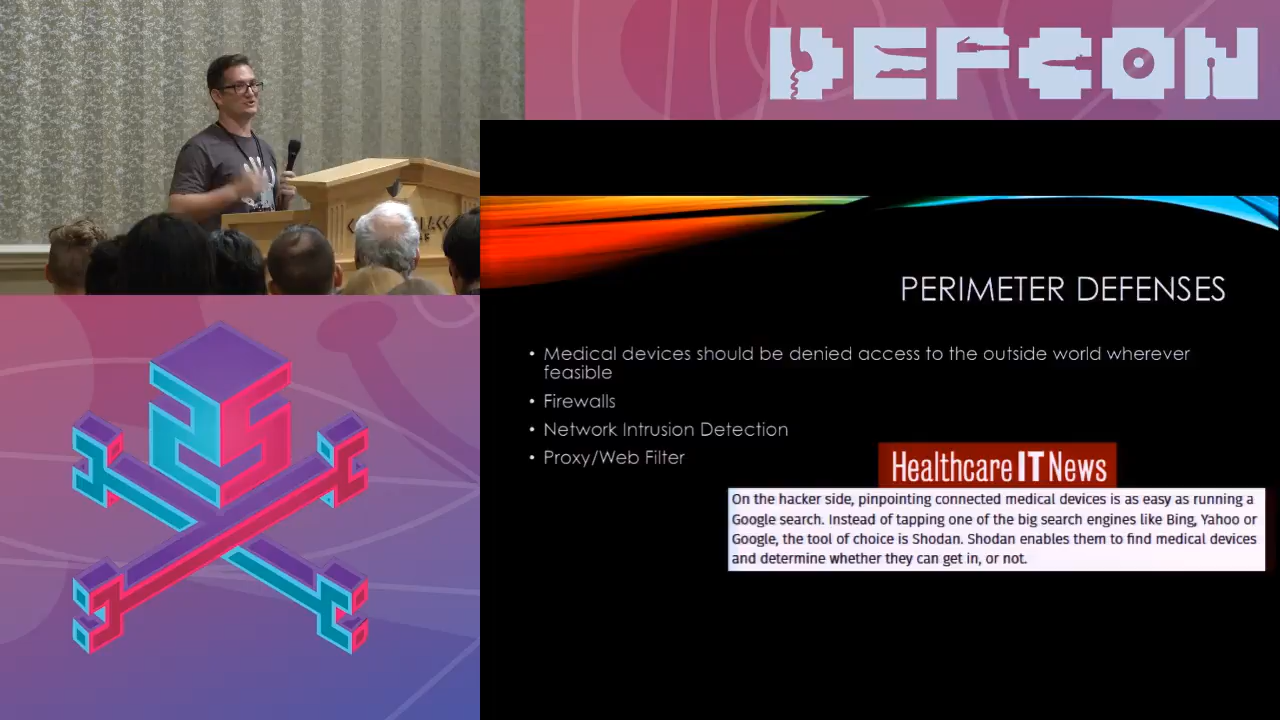 DEFCON
PERIMETER DEFENSES
• Medical devices should be denied access to the outside world wherever
feasible
• Firewalls
• Network Intrusion Detection
• Proxy/Web Filter
Healthcare IT News
On the hacker side, pinpointing connected medical devices is as easy as running a
Google search. Instead of tapping one of the big search engines like Bing, Yahoo or
Google, the tool of choice is Shodan. Shodan enables them to find medical devices
and determine whether they can get in, or not.